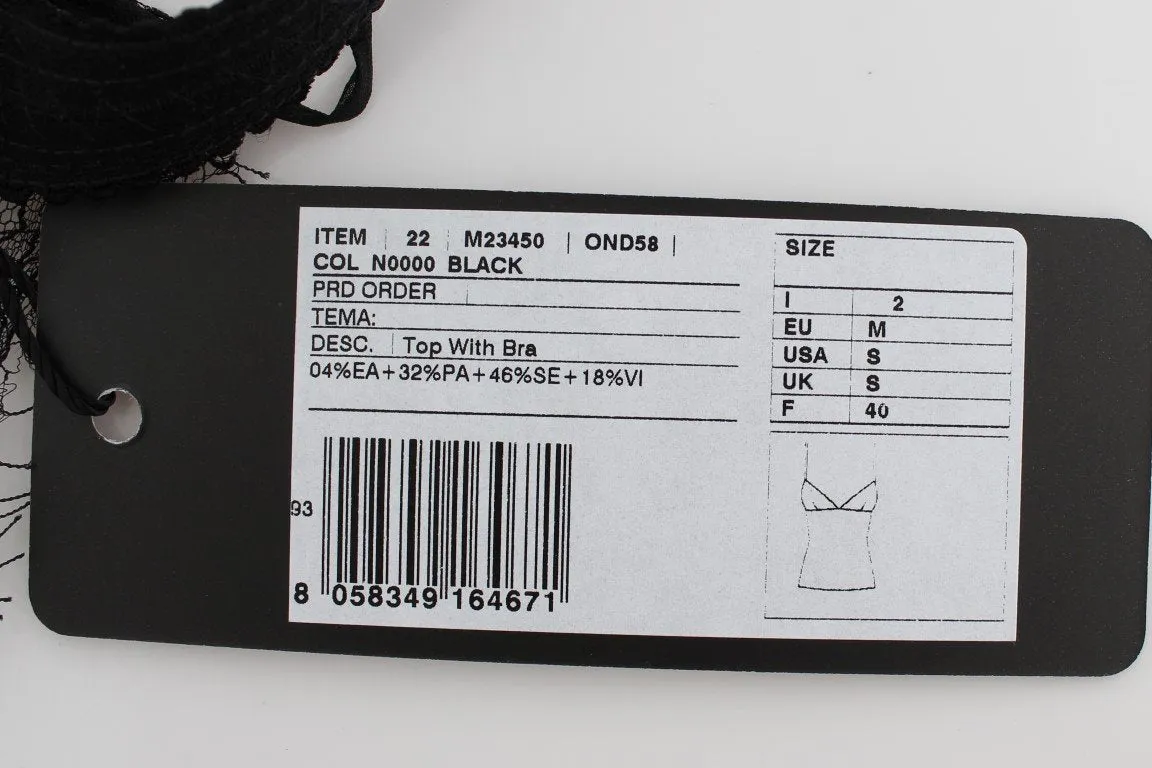 ITEM 22 M23450 OND58
COL N0000 BLACK
PRD ORDER
TEMA:
DESC. Top With Bra
04%EA+32%PA+46%SE+18%VI
93
8 058349 164671
SIZE
I 2
EU M
USA S
UK S
F 40